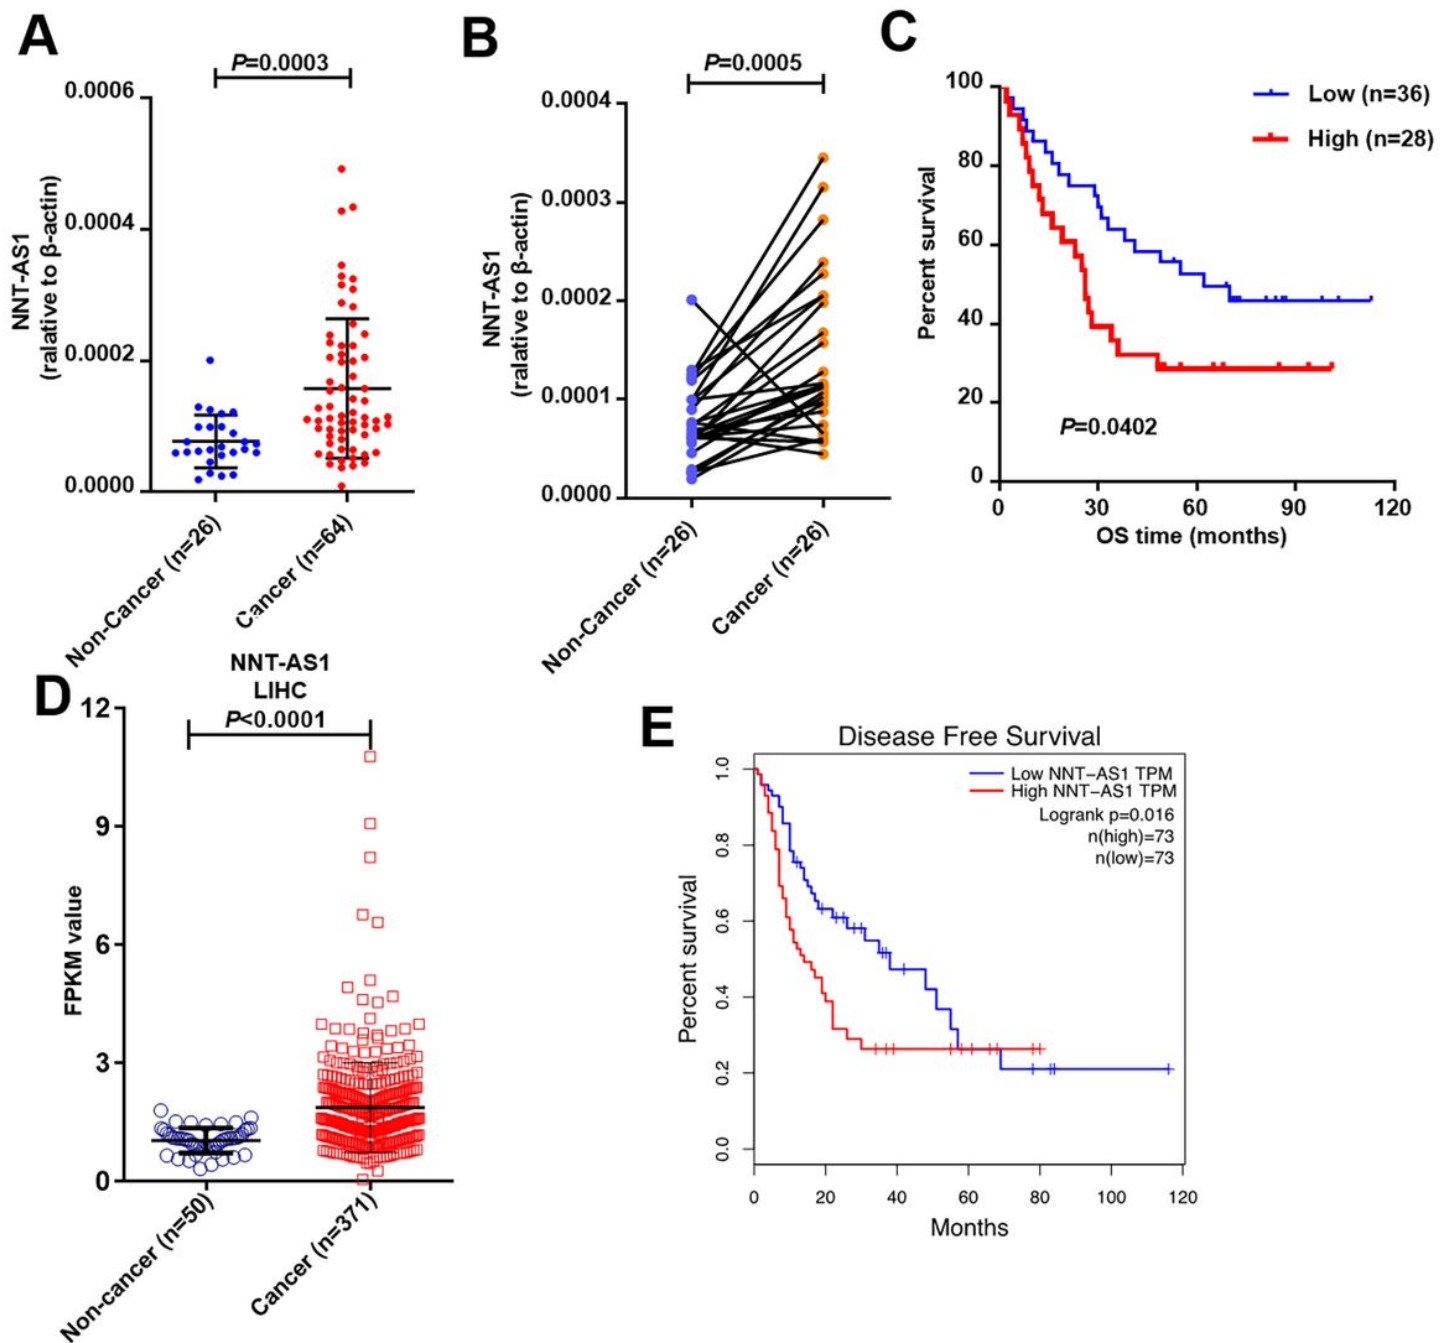 A
P=0.0003
NNT-AS1
(ralative to β-actin)
0.0006
0.0004
0.0002
0.0000
Non-Cancer (n=26)
Cancer (n=64)
B
P=0.0005
NNT-AS1
(ralative to β-actin)
0.0004
0.0003
0.0002
0.0001
0.0000
Non-Cancer (n=26)
Cancer (n=26)
C
Low (n=36)
High (n=28)
Percent survival
100
80
60
40
20
0
P=0.0402
0 30 60 90 120
OS time (months)
D
NNT-AS1
LIHC
P<0.0001
FPKM value
12
9
6
3
0
Non-cancer (n=50)
Cancer (n=371)
E
Disease Free Survival
Low NNT−AS1 TPM
High NNT−AS1 TPM
Logrank p=0.016
n(high)=73
n(low)=73
Percent survival
1.0
0.8
0.6
0.4
0.2
0.0
0 20 40 60 80 100 120
Months